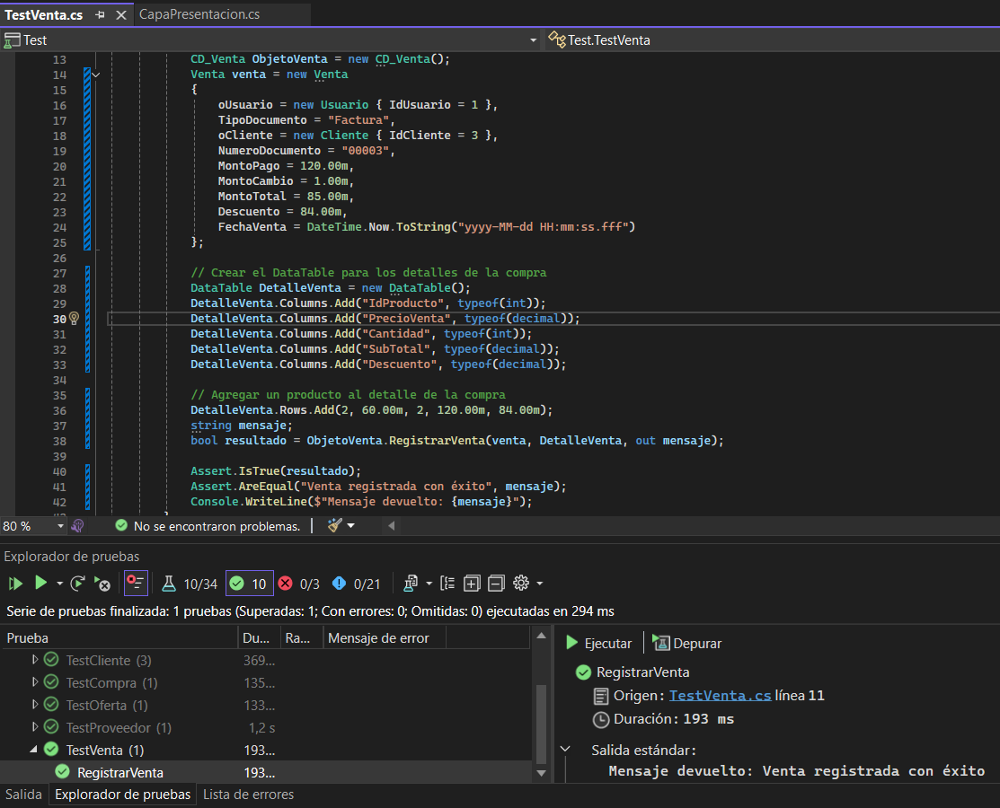 TestVenta.cs CapaPresentacion.cs
Test Test.TestVenta
13 CD_Venta ObjetoVenta = new CD_Venta();
14 Venta venta = new Venta
15 {
16 oUsuario = new Usuario { IdUsuario = 1 },
17 TipoDocumento = "Factura",
18 oCliente = new Cliente { IdCliente = 3 },
19 NumeroDocumento = "00003",
20 MontoPago = 120.00m,
21 MontoCambio = 1.00m,
22 MontoTotal = 85.00m,
23 Descuento = 84.00m,
24 FechaVenta = DateTime.Now.ToString("yyyy-MM-dd HH:mm:ss.fff")
25 };
26
27 // Crear el DataTable para los detalles de la compra
28 DataTable DetalleVenta = new DataTable();
29 DetalleVenta.Columns.Add("IdProducto", typeof(int));
30 DetalleVenta.Columns.Add("PrecioVenta", typeof(decimal));
31 DetalleVenta.Columns.Add("Cantidad", typeof(int));
32 DetalleVenta.Columns.Add("SubTotal", typeof(decimal));
33 DetalleVenta.Columns.Add("Descuento", typeof(decimal));
34
35 // Agregar un producto al detalle de la compra
36 DetalleVenta.Rows.Add(2, 60.00m, 2, 120.00m, 84.00m);
37 string mensaje;
38 bool resultado = ObjetoVenta.RegistrarVenta(venta, DetalleVenta, out mensaje);
39
40 Assert.IsTrue(resultado);
41 Assert.AreEqual("Venta registrada con éxito", mensaje);
42 Console.WriteLine($"Mensaje devuelto: {mensaje}");
80 % No se encontraron problemas.
Explorador de pruebas
10/34 10 0/3 0/21
Serie de pruebas finalizada: 1 pruebas (Superadas: 1; Con errores: 0; Omitidas: 0) ejecutadas en 294 ms
Prueba Du... Ra... Mensaje de error
TestCliente (3) 369...
TestCompra (1) 135...
TestOferta (1) 133...
TestProveedor (1) 1,2 s
TestVenta (1) 193...
RegistrarVenta 193...
Ejecutar Depurar
RegistrarVenta
Origen: TestVenta.cs línea 11
Duración: 193 ms
Salida estándar:
Mensaje devuelto: Venta registrada con éxito
Salida Explorador de pruebas Lista de errores